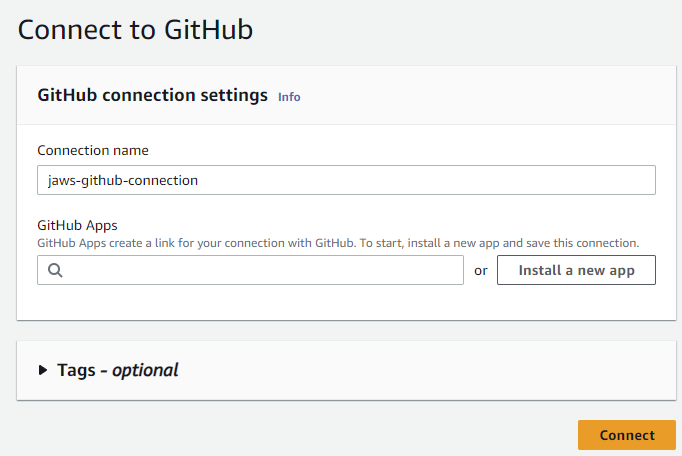 Connect to GitHub
GitHub connection settings Info
Connection name
jaws-github-connection
GitHub Apps
GitHub Apps create a link for your connection with GitHub. To start, install a new app and save this connection.
or Install a new app
Tags - optional
Connect